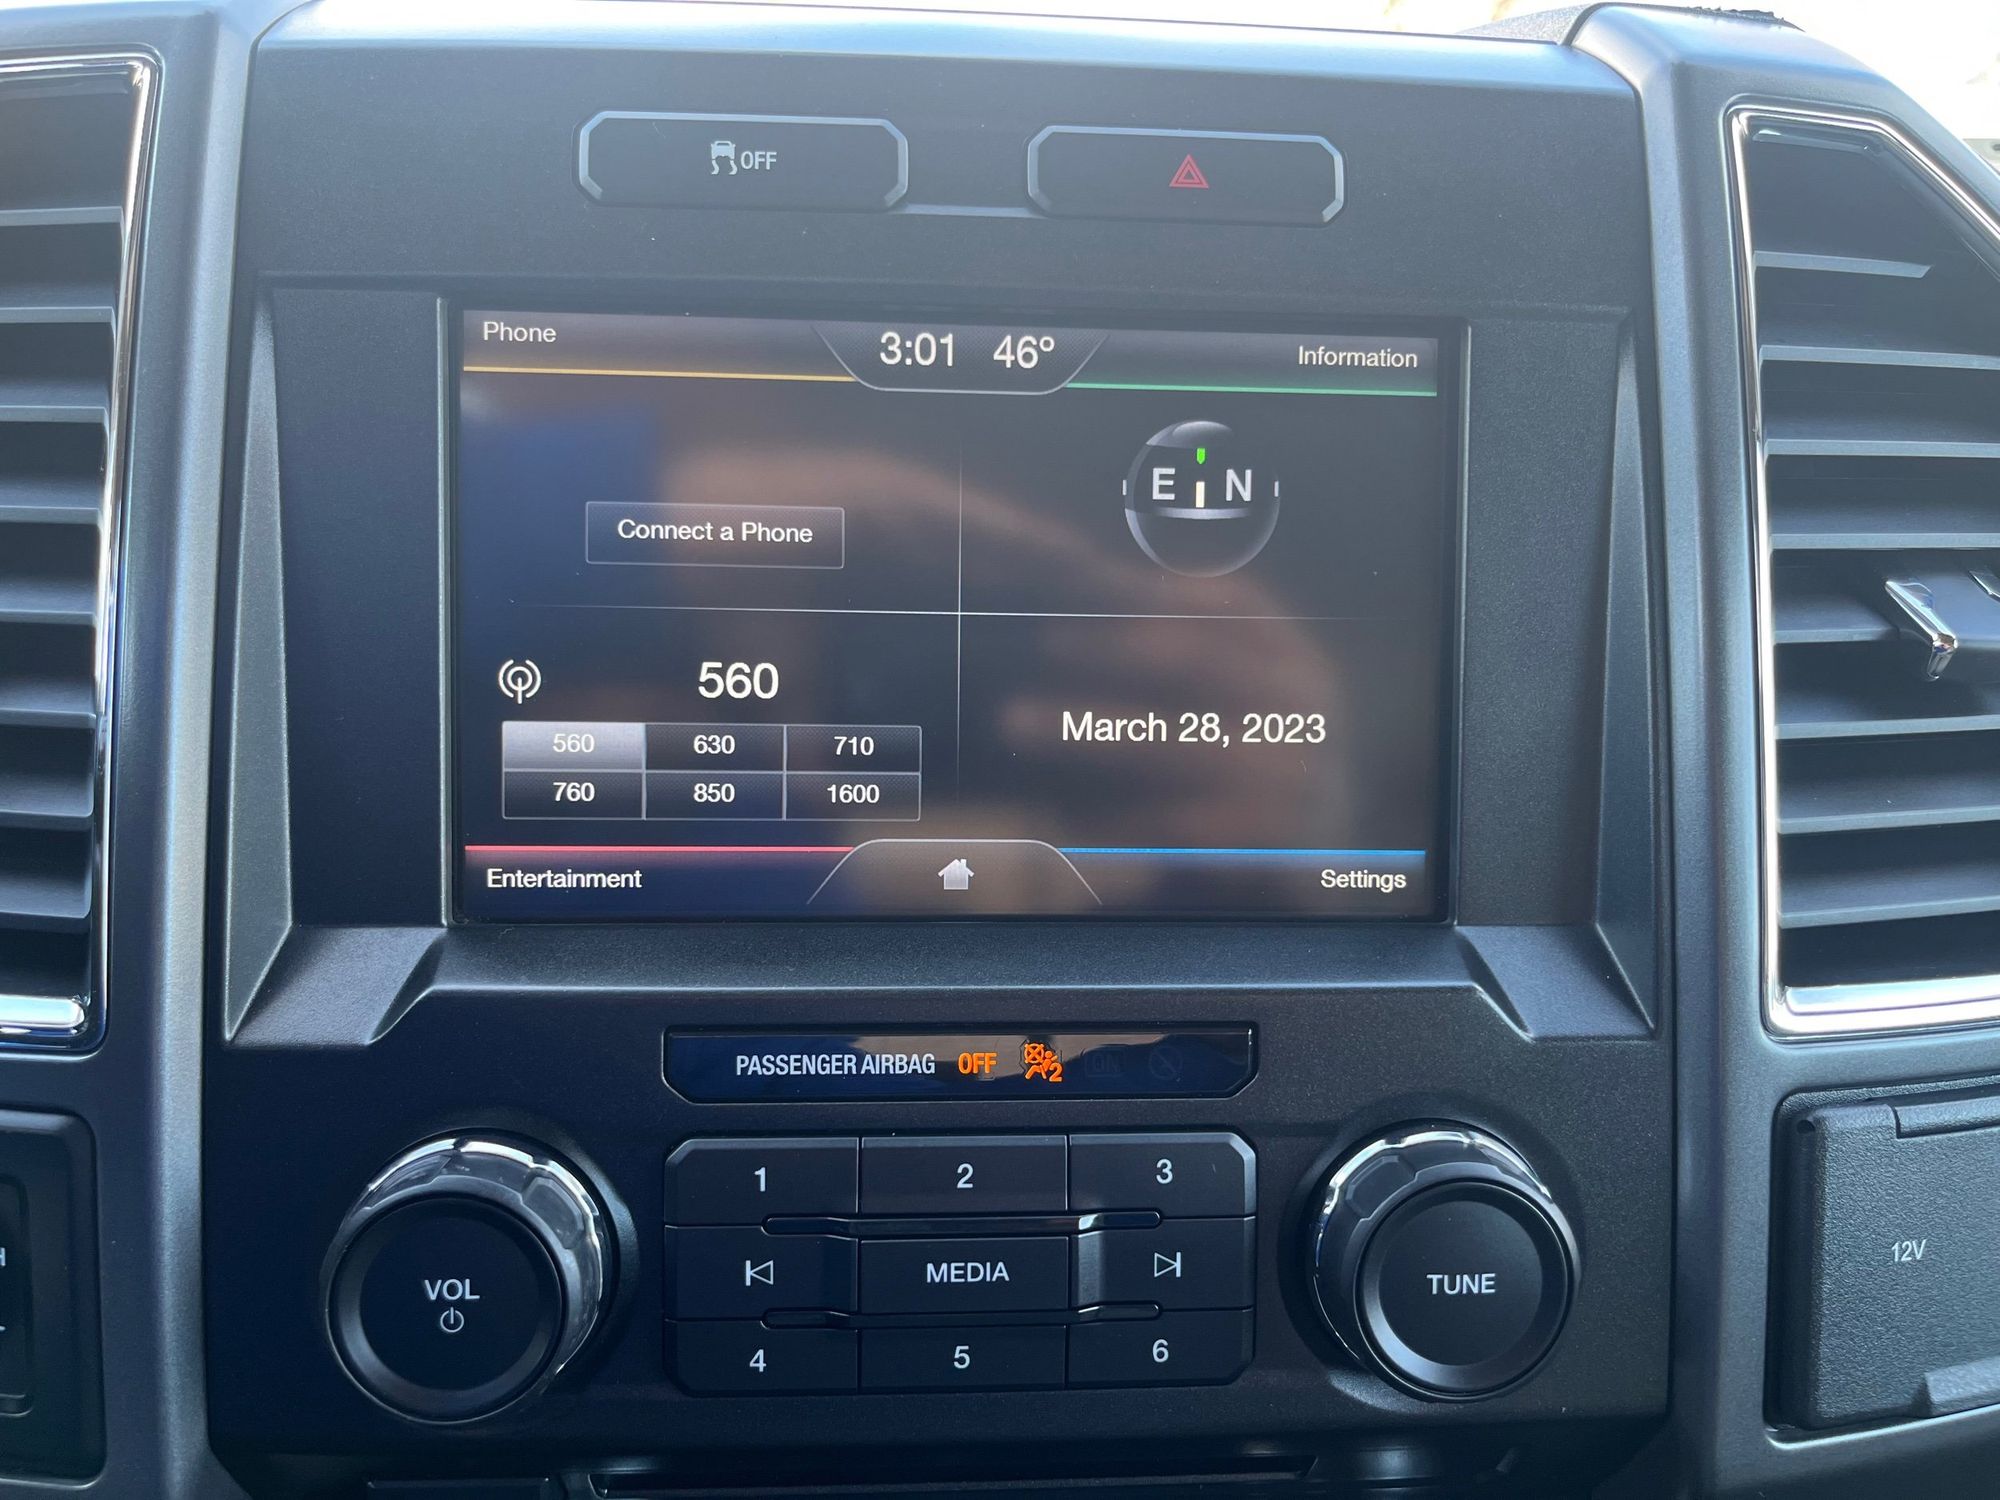 OFF
Phone
3:01 46°
Information
E N
Connect a Phone
560
560 630 710
760 850 1600
March 28, 2023
Entertainment
Settings
PASSENGER AIRBAG OFF 2
1 2 3
VOL
MEDIA
TUNE
4 5 6
12V